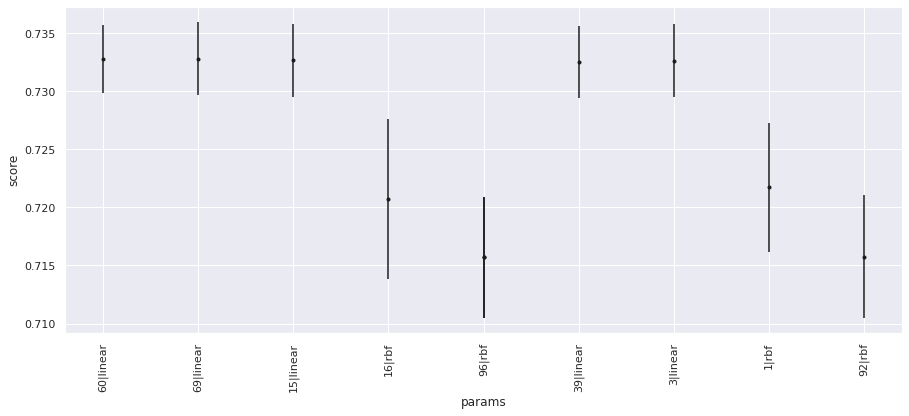 score
0.735
0.730
0.725
0.720
0.715
0.710
60|linear
69|linear
15|linear
16|rbf
96|rbf
39|linear
3|linear
1|rbf
92|rbf
params